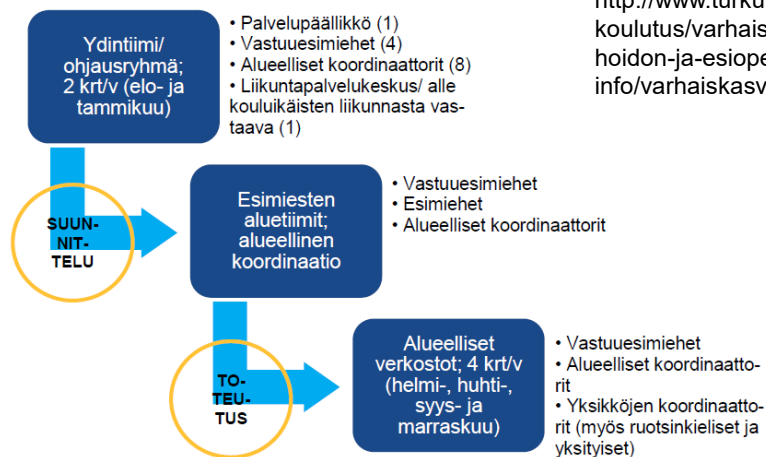 Ydintiimi/
ohjausryhmä;
2 krt/v (elo- ja
tammikuu)
• Palvelupäällikkö (1)
• Vastuuesimiehet (4)
• Alueelliset koordinaattorit (8)
• Liikuntapalvelukeskus/ alle
kouluikäisten liikunnasta vas-
taava (1)
http://www.turku
koulutus/varhais
hoidon-ja-esiope
info/varhaiskasv
SUUN-
NIT-
TELU
Esimiesten
aluetiimit;
alueellinen
koordinaatio
• Vastuuesimiehet
• Esimiehet
• Alueelliset koordinaattorit
TO-
TEU-
TUS
Alueelliset
verkostot; 4 krt/v
(helmi-, huhti-,
syys- ja
marraskuu)
• Vastuuesimiehet
• Alueelliset koordinaatto-
rit
• Yksikköjen koordinaatto-
rit (myös ruotsinkieliset ja
yksityiset)